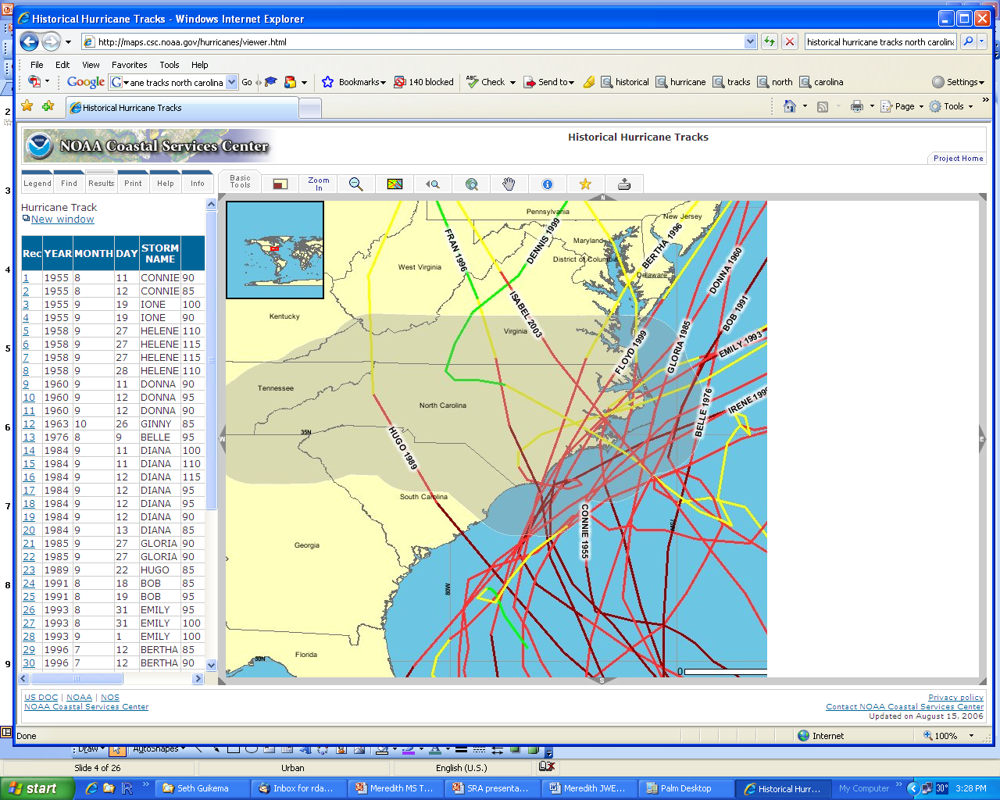 Historical Hurricane Tracks - Windows Internet Explorer
http://maps.csc.noaa.gov/hurricanes/viewer.html
historical hurricane tracks north carolina
File Edit View Favorites Tools Help
Google
ane tracks north carolina
Go
Bookmarks
140 blocked
Check
Send to
historical
hurricane
tracks
north
carolina
Settings
Historical Hurricane Tracks
Page
Tools
NOAA Coastal Services Center
Historical Hurricane Tracks
Project Home
Legend Find Results Print Help Info
Basic Tools
Zoom In
Hurricane Track
New window
Rec YEAR MONTH DAY STORM NAME
1 1955 8 11 CONNIE 90
2 1955 8 12 CONNIE 85
3 1955 9 19 IONE 100
4 1955 9 19 IONE 90
5 1958 9 27 HELENE 110
6 1958 9 27 HELENE 115
7 1958 9 27 HELENE 115
8 1958 9 28 HELENE 110
9 1960 9 11 DONNA 90
10 1960 9 12 DONNA 95
11 1960 9 12 DONNA 90
12 1963 10 26 GINNY 85
13 1976 8 9 BELLE 95
14 1984 9 11 DIANA 100
15 1984 9 11 DIANA 110
16 1984 9 12 DIANA 115
17 1984 9 12 DIANA 95
18 1984 9 12 DIANA 95
19 1984 9 12 DIANA 90
20 1984 9 13 DIANA 85
21 1985 9 27 GLORIA 90
22 1985 9 27 GLORIA 90
23 1989 9 22 HUGO 85
24 1991 8 18 BOB 85
25 1991 8 19 BOB 95
26 1993 8 31 EMILY 95
27 1993 8 31 EMILY 100
28 1993 9 1 EMILY 100
29 1996 7 12 BERTHA 85
30 1996 7 12 BERTHA 90
N
W
E
S
Pennsylvania
New Jersey
Maryland
District of Columbia
Delaware
West Virginia
Kentucky
Virginia
Tennessee
North Carolina
South Carolina
Georgia
Florida
35N
30N
80W
75W
0
FRAN 1996
DENNIS 1999
BERTHA 1996
DONNA 1960
ISABEL 2003
BOB 1991
FLOYD 1999
GLORIA 1985
EMILY 1993
IRENE 199
BELLE 1976
HUGO 1989
CONNIE 1955
US DOC | NOAA | NOS
NOAA Coastal Services Center
Privacy policy
Contact NOAA Coastal Services Center
Updated on August 15, 2006
Done
Internet
100%
2
3
4
5
6
7
8
9
Draw
AutoShapes
Slide 4 of 26
Urban
English (U.S.)
start
Seth Guikema
Inbox for rda...
Meredith MS T...
SRA presenta...
Meredith JWE...
Palm Desktop
Historical Hurr...
My Computer
30°
3:28 PM